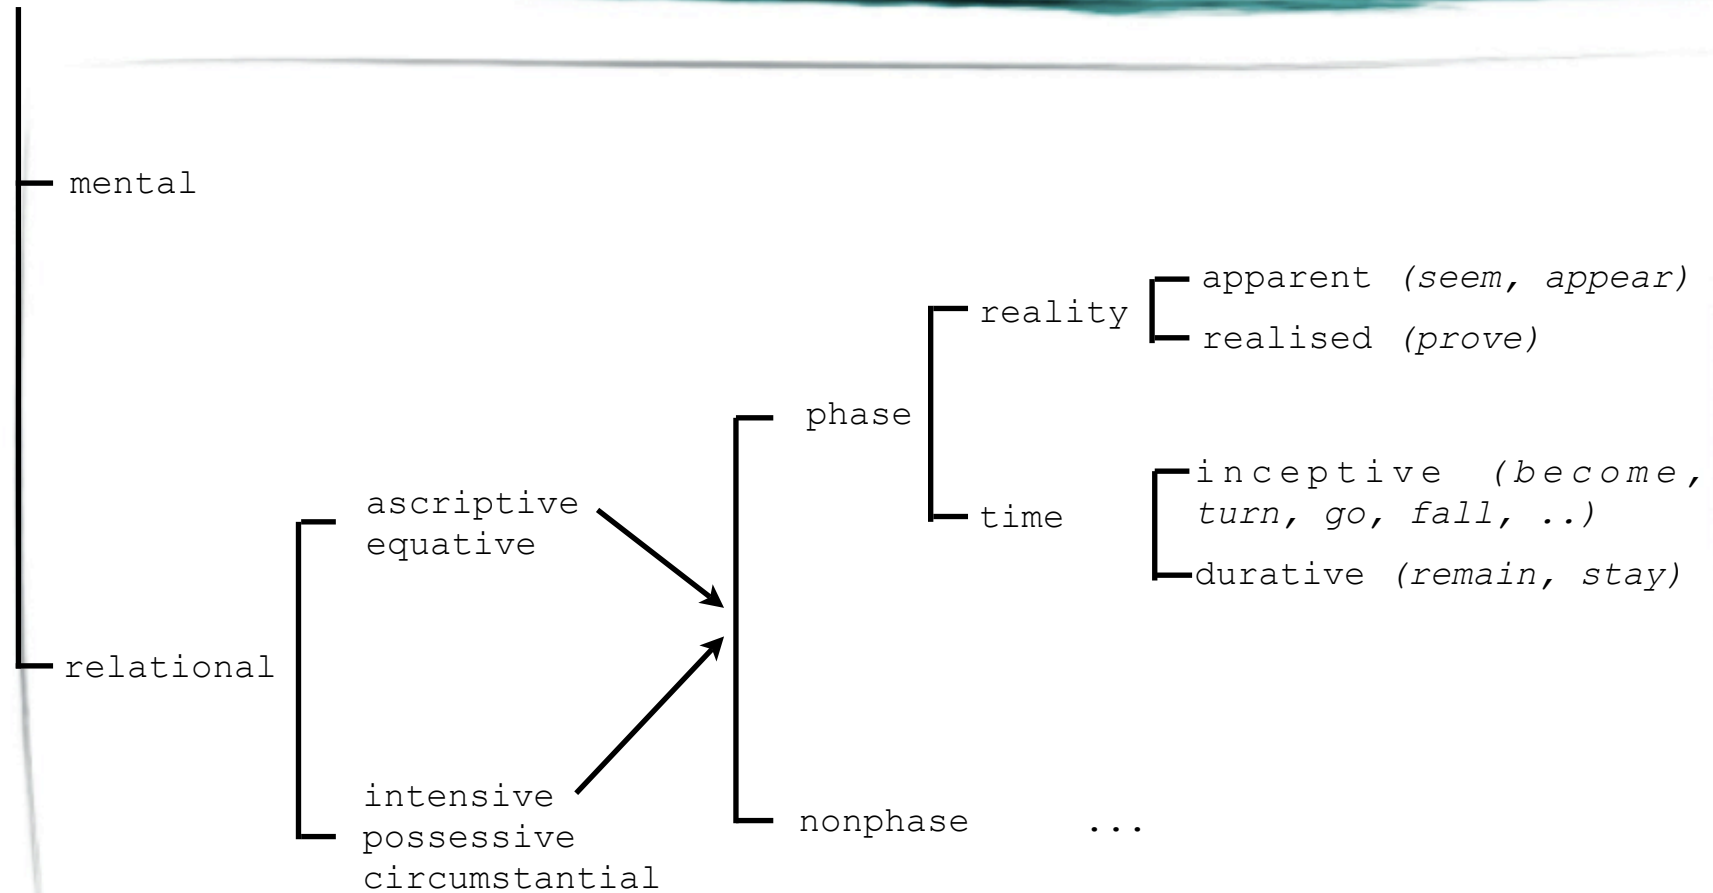 mental
apparent (seem, appear)
reality
realised (prove)
phase
inceptive (become,
turn, go, fall, ..)
time
durative (remain, stay)
ascriptive
equative
relational
intensive
possessive
circumstantial
nonphase ...